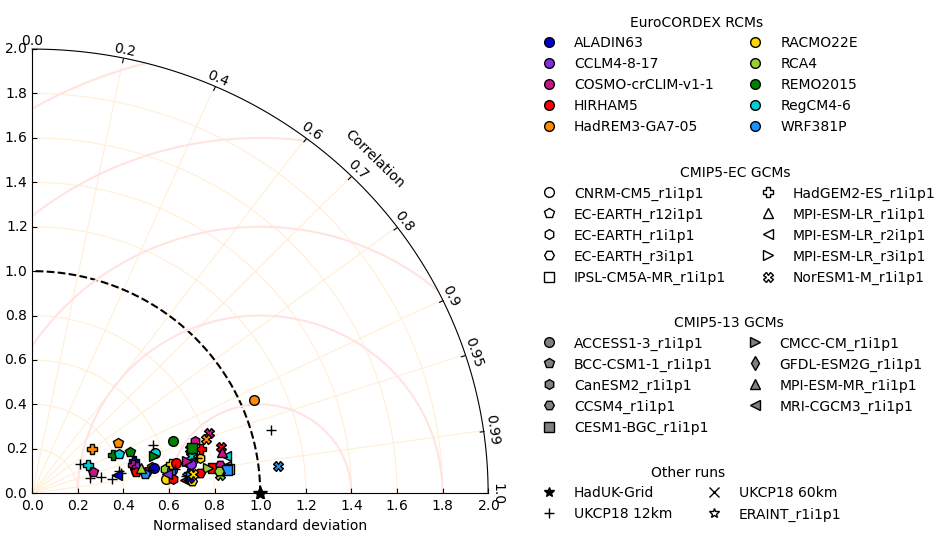 0.0
0.2
0.4
0.6
Correlation
0.7
0.8
0.9
0.95
0.99
1.0
2.0
1.8
1.6
1.4
1.2
1.0
0.8
0.6
0.4
0.2
0.0
0.0 0.2 0.4 0.6 0.8 1.0 1.2 1.4 1.6 1.8 2.0
Normalised standard deviation
EuroCORDEX RCMs
ALADIN63 RACMO22E
CCLM4-8-17 RCA4
COSMO-crCLIM-v1-1 REMO2015
HIRHAM5 RegCM4-6
HadREM3-GA7-05 WRF381P
CMIP5-EC GCMs
CNRM-CM5_r1i1p1 HadGEM2-ES_r1i1p1
EC-EARTH_r12i1p1 MPI-ESM-LR_r1i1p1
EC-EARTH_r1i1p1 MPI-ESM-LR_r2i1p1
EC-EARTH_r3i1p1 MPI-ESM-LR_r3i1p1
IPSL-CM5A-MR_r1i1p1 NorESM1-M_r1i1p1
CMIP5-13 GCMs
ACCESS1-3_r1i1p1 CMCC-CM_r1i1p1
BCC-CSM1-1_r1i1p1 GFDL-ESM2G_r1i1p1
CanESM2_r1i1p1 MPI-ESM-MR_r1i1p1
CCSM4_r1i1p1 MRI-CGCM3_r1i1p1
CESM1-BGC_r1i1p1
Other runs
HadUK-Grid UKCP18 60km
UKCP18 12km ERAINT_r1i1p1